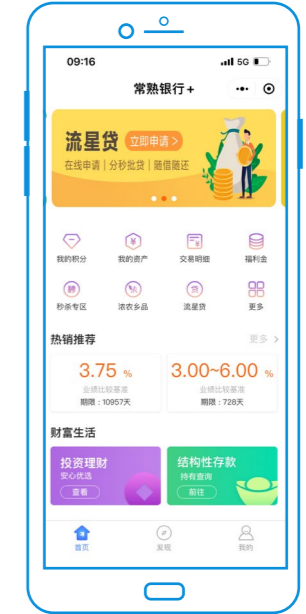 09:16
5G
常熟银行+
流星贷 立即申请>
在线申请｜分秒批贷｜随借随还
我的积分 我的资产 交易明细 福利金
秒杀专区 浓农乡品 流星贷 更多
热销推荐 更多 >
3.75 % 3.00~6.00 %
业绩比较基准 业绩比较基准
期限：10957天 期限：728天
财富生活
投资理财 结构性存款
安心优选 持有查询
查看 前往
首页 发现 我的